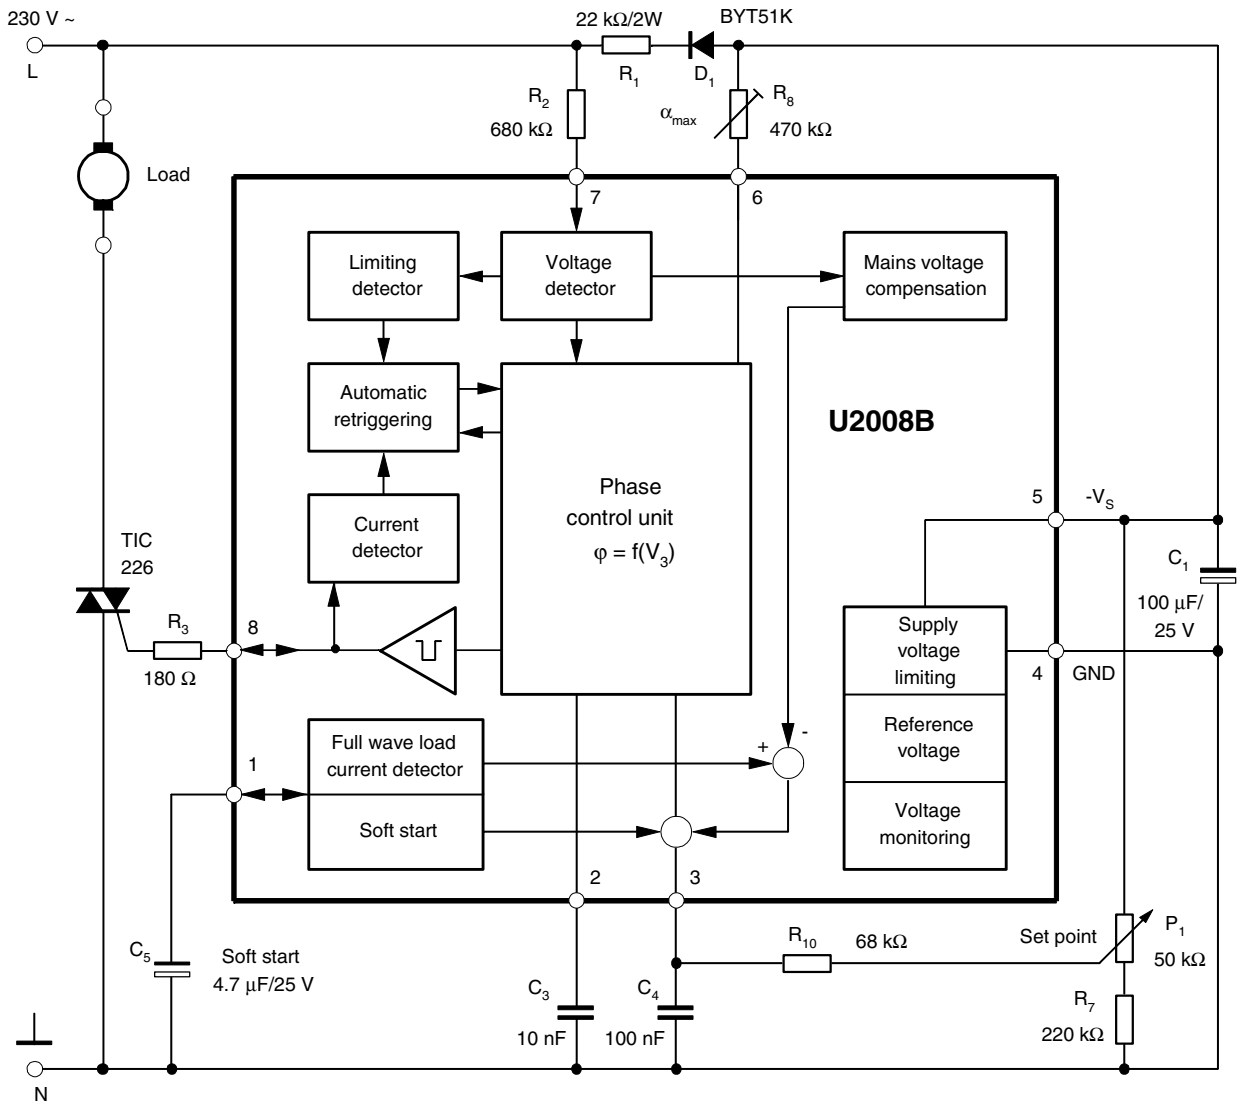 230 V ~
22 kΩ/2W
BYT51K
L
R1
D1
R2
680 kΩ
αmax
R8
470 kΩ
Load
7
6
Limiting
detector
Voltage
detector
Mains voltage
compensation
Automatic
retriggering
U2008B
Phase
control unit
φ = f(V3)
5
-VS
Current
detector
TIC
226
C1
100 μF/
25 V
R3
180 Ω
8
Supply
voltage
limiting
4
GND
Reference
voltage
Voltage
monitoring
1
Full wave load
current detector
Soft start
+
-
2
3
C5
Soft start
4.7 μF/25 V
R10
68 kΩ
Set point
P1
50 kΩ
C3
10 nF
C4
100 nF
R7
220 kΩ
N